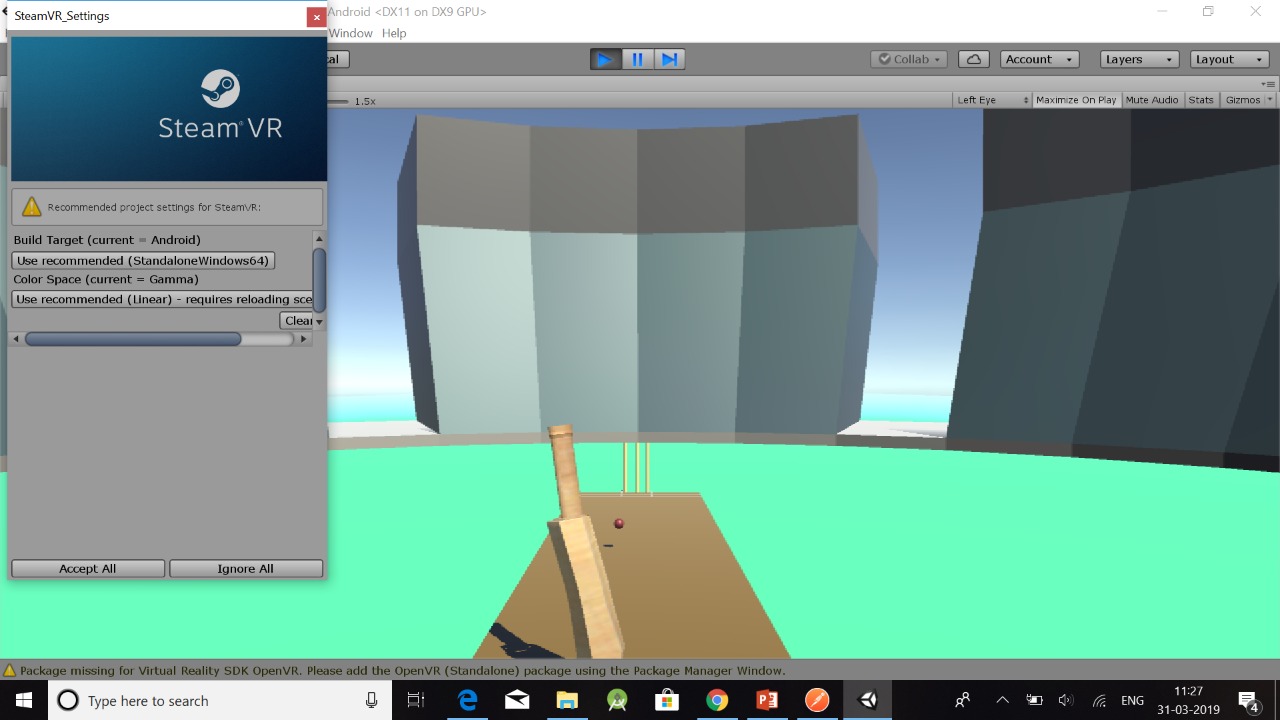 SteamVR_Settings
Android <DX11 on DX9 GPU>
Window Help
Collab
Account
Layers
Layout
1.5x
Left Eye
Maximize On Play
Mute Audio
Stats
Gizmos
Steam®VR
Recommended project settings for SteamVR:
Build Target (current = Android)
Use recommended (StandaloneWindows64)
Color Space (current = Gamma)
Use recommended (Linear) - requires reloading sce
Clear
Accept All
Ignore All
Package missing for Virtual Reality SDK OpenVR. Please add the OpenVR (Standalone) package using the Package Manager Window.
Type here to search
ENG
11:27
31-03-2019
4